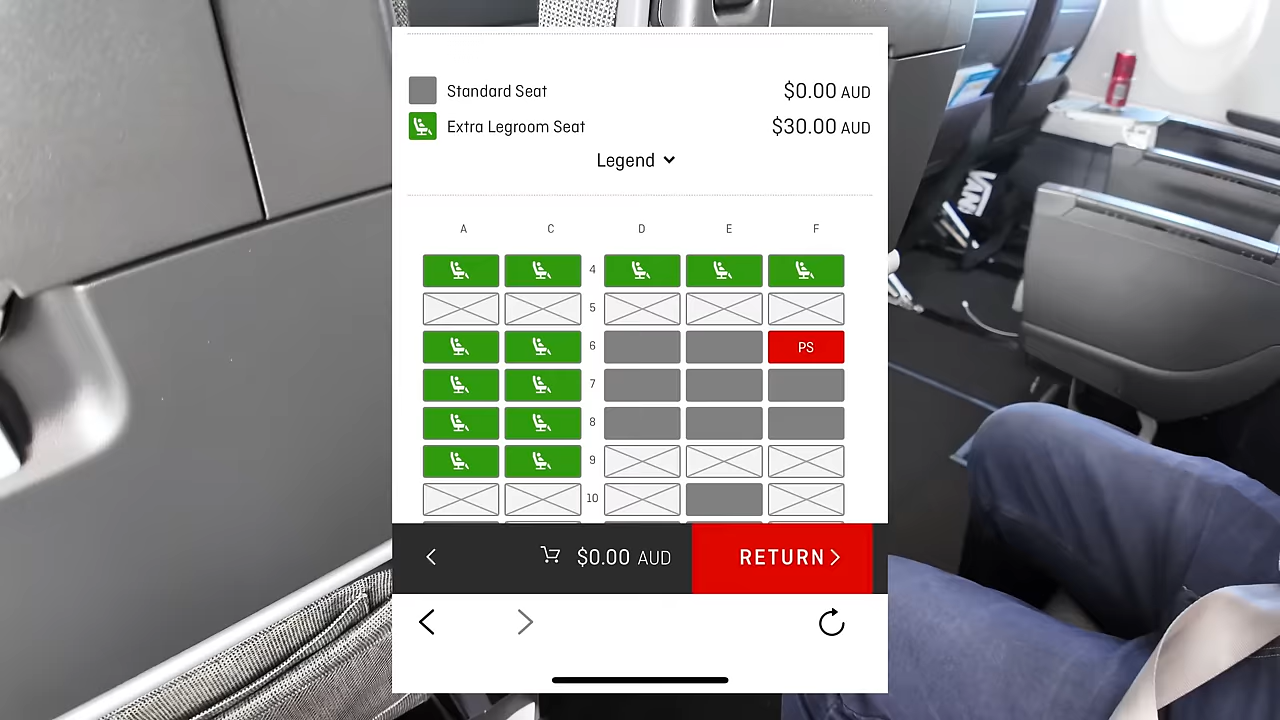 Standard Seat $0.00 AUD
Extra Legroom Seat $30.00 AUD
Legend
A C D E F
4
5
6 PS
7
8
9
10
$0.00 AUD RETURN
VANS